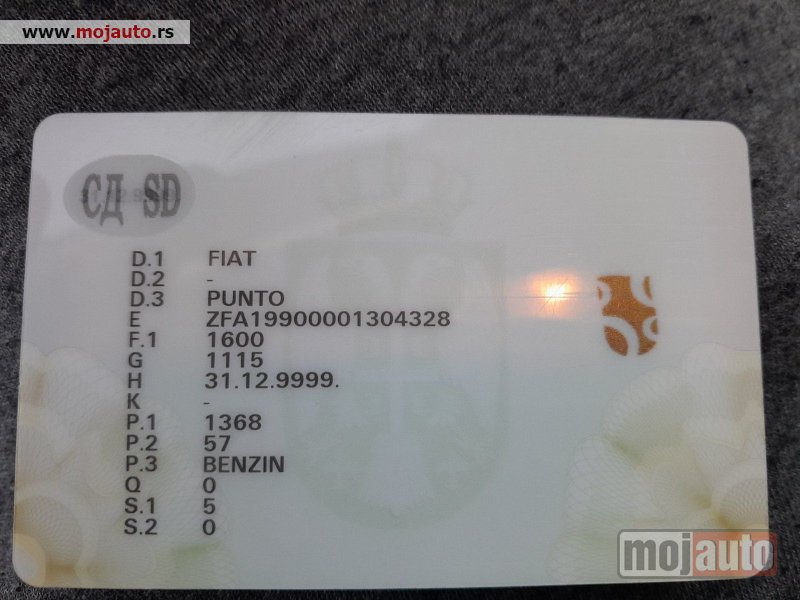 www.mojauto.rs
СД SD
D.1 FIAT
D.2 -
D.3 PUNTO
E ZFA19900001304328
F.1 1600
G 1115
H 31.12.9999.
K -
P.1 1368
P.2 57
P.3 BENZIN
Q 0
S.1 5
S.2 0
mojauto